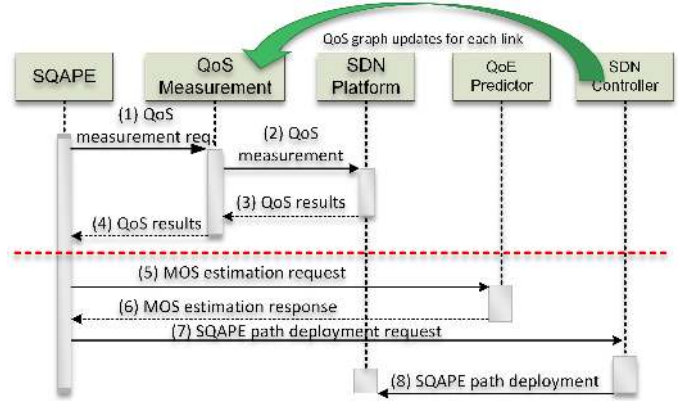 QoS graph updates for each link
SQAPE
QoS
Measurement
SDN
Platform
QoE
Predictor
SDN
Controller
(1) QoS
measurement req.
(2) QoS
measurement
(3) QoS results
(4) QoS results
(5) MOS estimation request
(6) MOS estimation response
(7) SQAPE path deployment request
(8) SQAPE path deployment